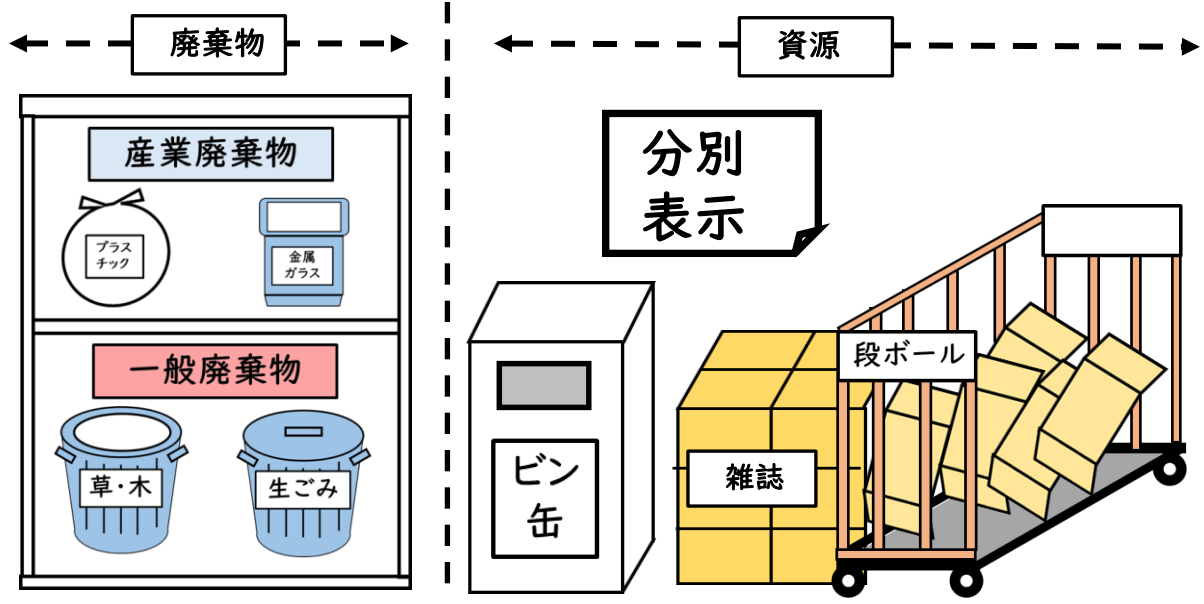 廃棄物
資源
産業廃棄物
プラス
チック
金属
ガラス
一般廃棄物
草・木
生ごみ
分別
表示
ビン
缶
雑誌
段ボール